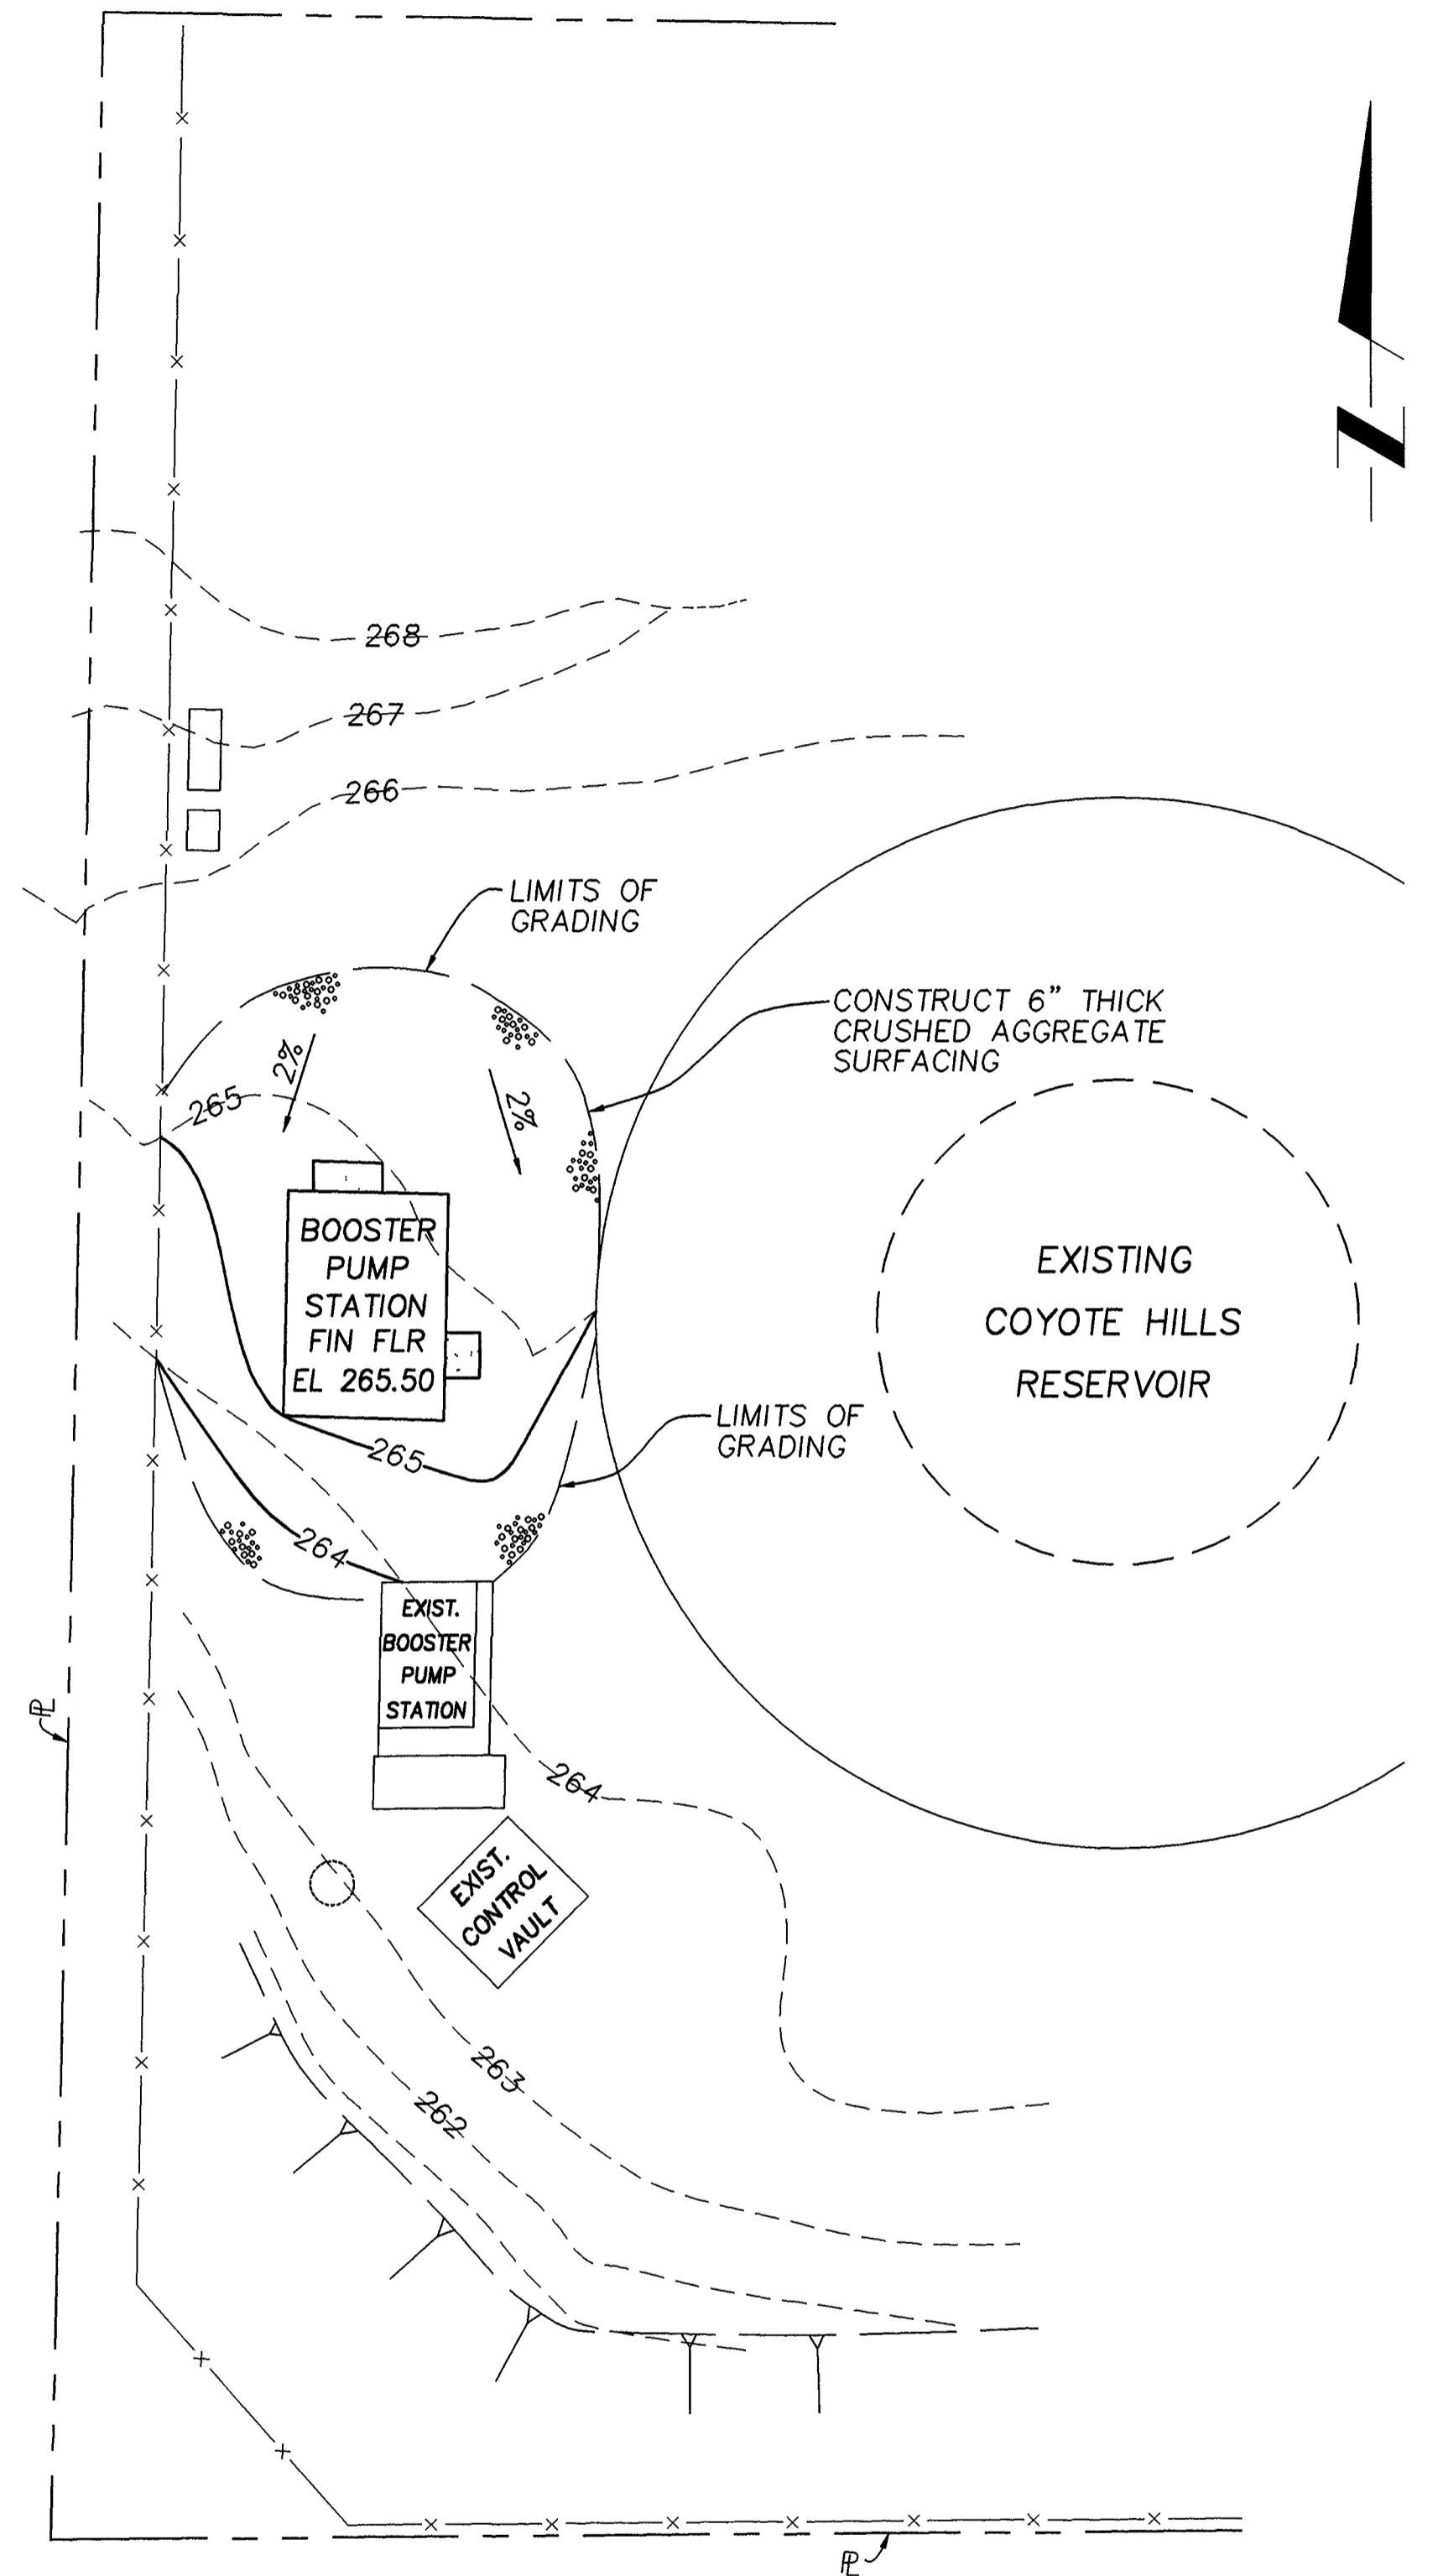 N
268
267
266
LIMITS OF
GRADING
CONSTRUCT 6" THICK
CRUSHED AGGREGATE
SURFACING
2%
2%
265
BOOSTER
PUMP
STATION
FIN FLR
EL 265.50
EXISTING
COYOTE HILLS
RESERVOIR
LIMITS OF
GRADING
265
264
EXIST.
BOOSTER
PUMP
STATION
PL
264
EXIST.
CONTROL
VAULT
263
262
PL